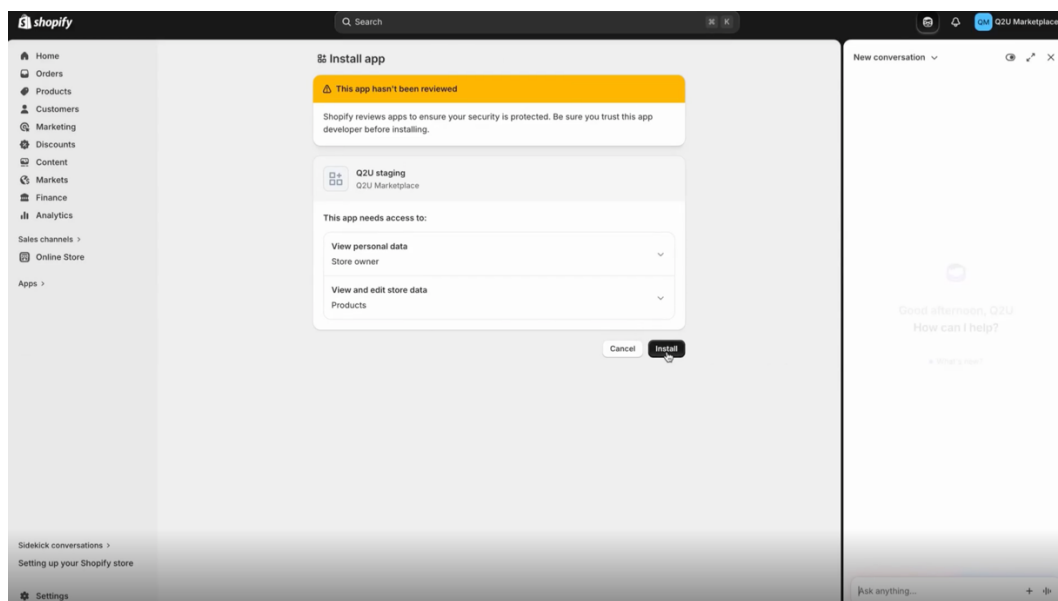 shopify
Search
⌘ K
QM Q2U Marketplace
Home
Orders
Products
Customers
Marketing
Discounts
Content
Markets
Finance
Analytics
Sales channels >
Online Store
Apps >
Sidekick conversations >
Setting up your Shopify store
Settings
Install app
This app hasn't been reviewed
Shopify reviews apps to ensure your security is protected. Be sure you trust this app
developer before installing.
Q2U staging
Q2U Marketplace
This app needs access to:
View personal data
Store owner
View and edit store data
Products
Cancel
Install
New conversation
Good afternoon, Q2U
How can I help?
Ask anything...